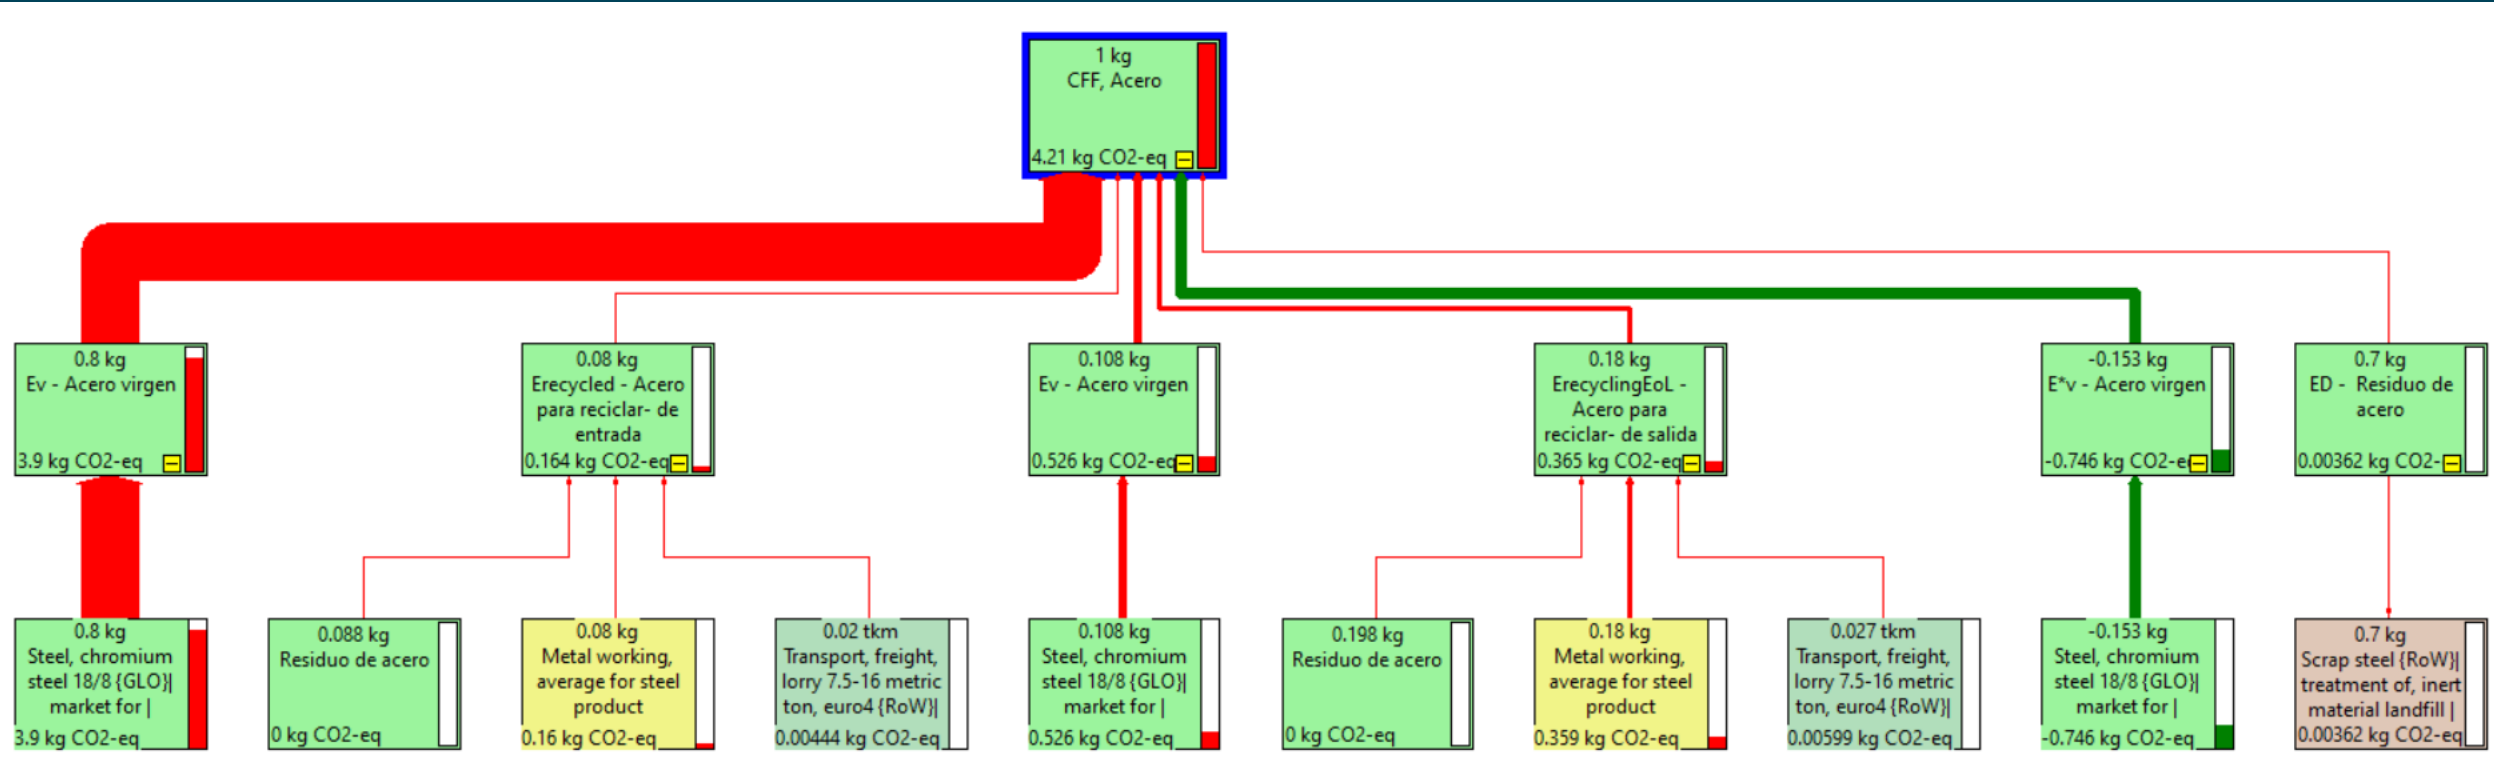 1 kg
CFF, Acero
4.21 kg CO2-eq
0.8 kg
Ev - Acero virgen
3.9 kg CO2-eq
0.08 kg
Erecycled - Acero
para reciclar- de
entrada
0.164 kg CO2-eq
0.108 kg
Ev - Acero virgen
0.526 kg CO2-eq
0.18 kg
ErecyclingEoL -
Acero para
reciclar- de salida
0.365 kg CO2-eq
-0.153 kg
E*v - Acero virgen
-0.746 kg CO2-e
0.7 kg
ED - Residuo de
acero
0.00362 kg CO2-
0.8 kg
Steel, chromium
steel 18/8 {GLO}|
market for |
3.9 kg CO2-eq
0.088 kg
Residuo de acero
0 kg CO2-eq
0.08 kg
Metal working,
average for steel
product
0.16 kg CO2-eq
0.02 tkm
Transport, freight,
lorry 7.5-16 metric
ton, euro4 {RoW}|
0.00444 kg CO2-eq
0.108 kg
Steel, chromium
steel 18/8 {GLO}|
market for |
0.526 kg CO2-eq
0.198 kg
Residuo de acero
0 kg CO2-eq
0.18 kg
Metal working,
average for steel
product
0.359 kg CO2-eq
0.027 tkm
Transport, freight,
lorry 7.5-16 metric
ton, euro4 {RoW}|
0.00599 kg CO2-eq
-0.153 kg
Steel, chromium
steel 18/8 {GLO}|
market for |
-0.746 kg CO2-eq
0.7 kg
Scrap steel {RoW}|
treatment of, inert
material landfill |
0.00362 kg CO2-eq